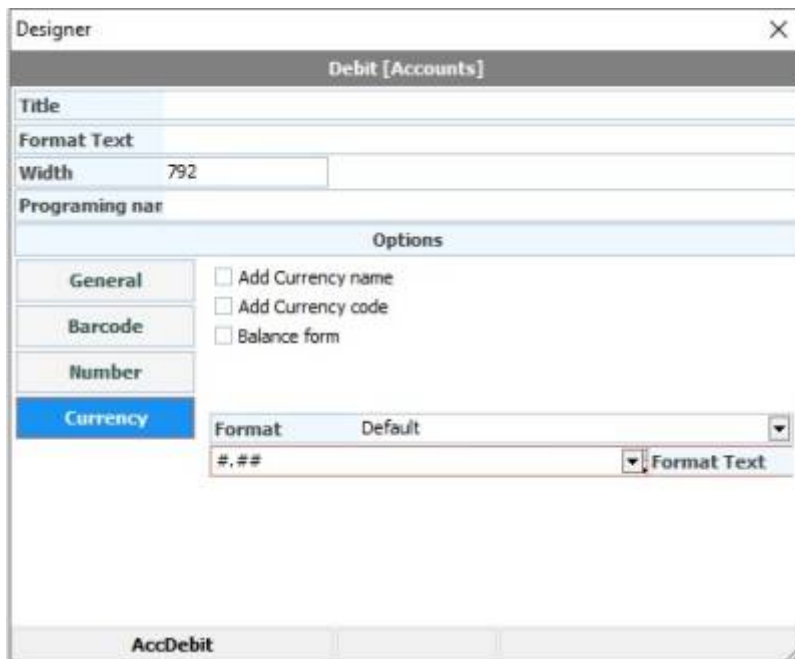 Designer
Debit [Accounts]
Title
Format Text
Width 792
Programing nar
Options
General
Add Currency name
Add Currency code
Barcode
Balance form
Number
Currency
Format Default
#.## Format Text
AccDebit